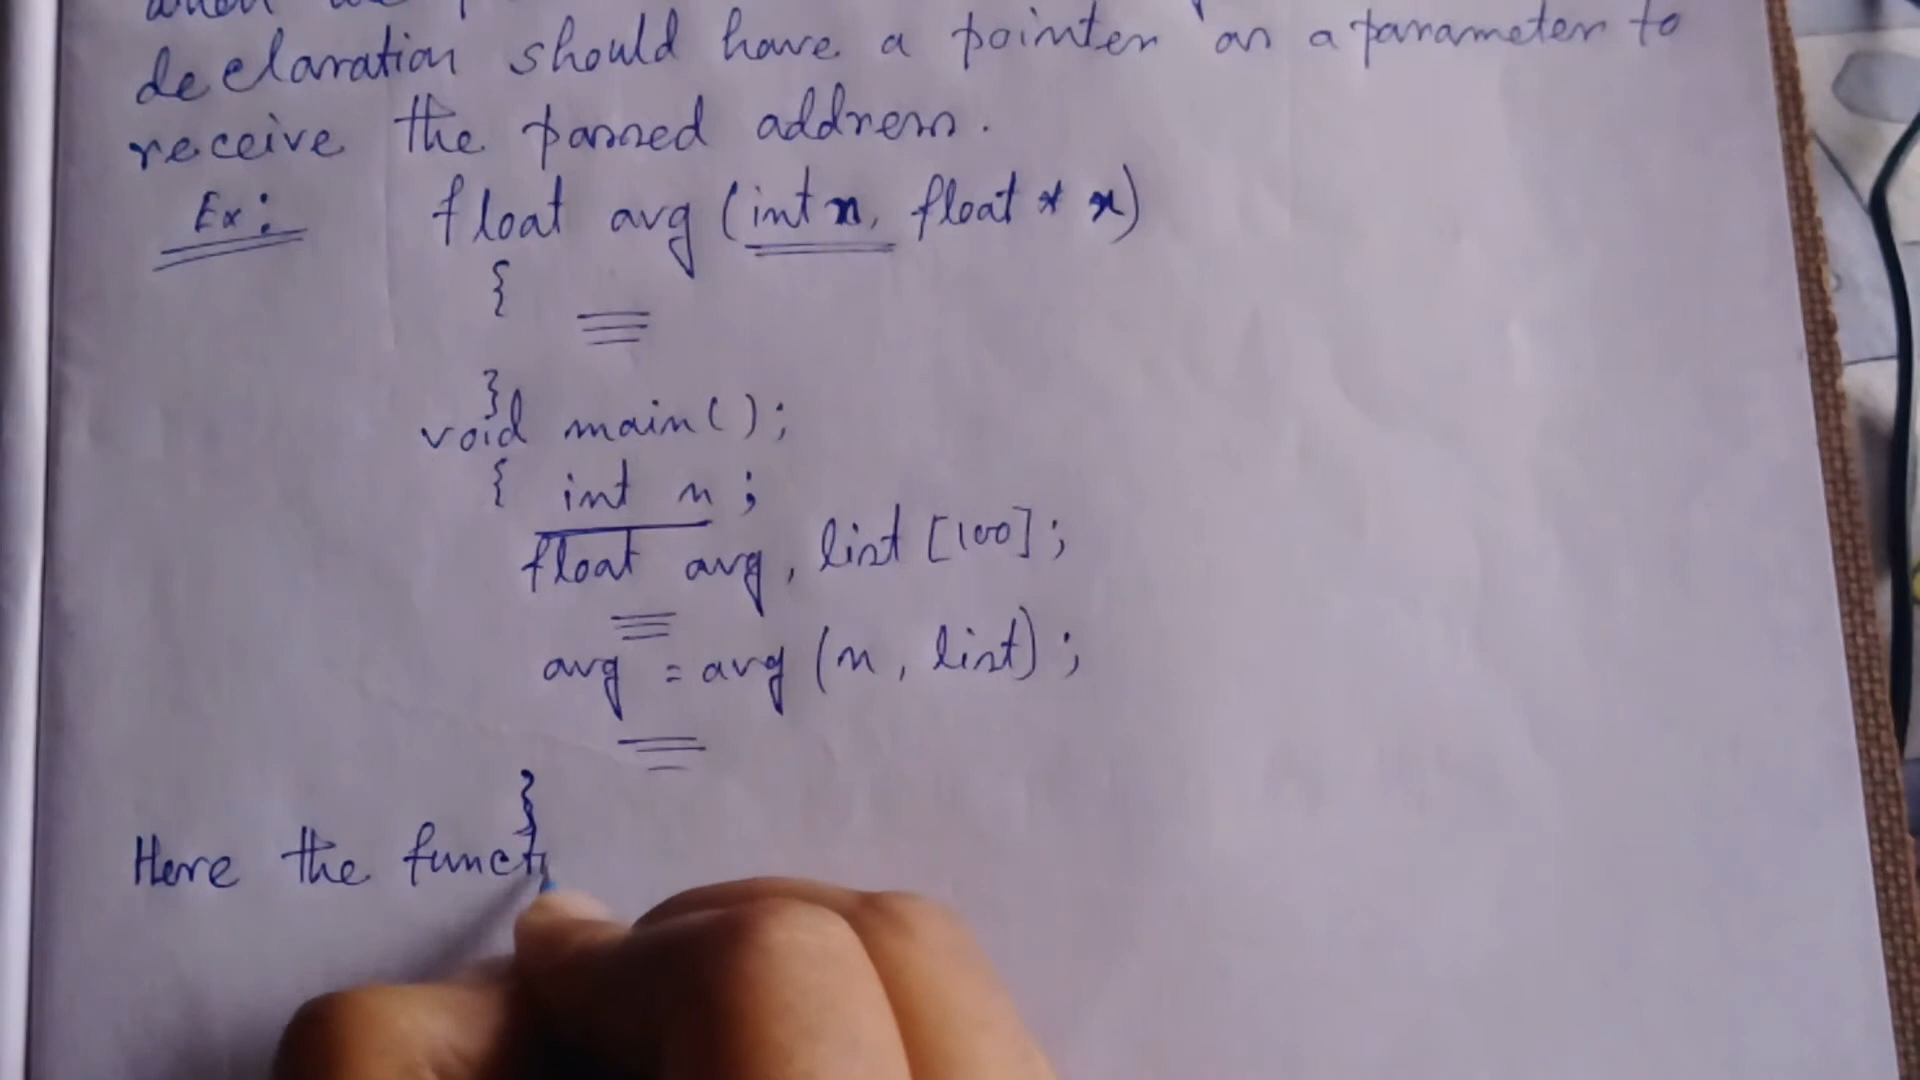 declaration should have a pointer as a parameter to
receive the passed address.
Ex: float avg (int n, float * x)
{
}
void main();
{ int n;
float avg, list [100];
avg = avg (n, list);
}
Here the funct